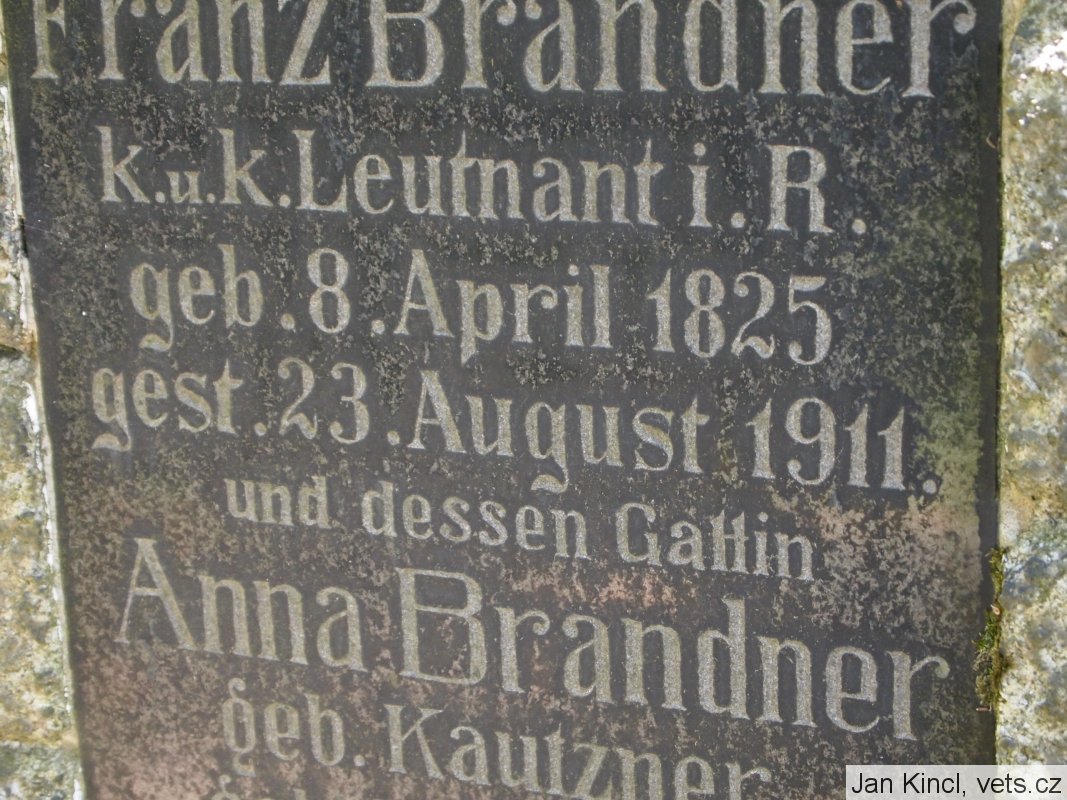 Franz Brandner
k.u.k. Leutnant i. R.
geb. 8. April 1825
gest. 23. August 1911.
und dessen Gattin
Anna Brandner
geb. Kautzner
Jan Kincl, vets.cz